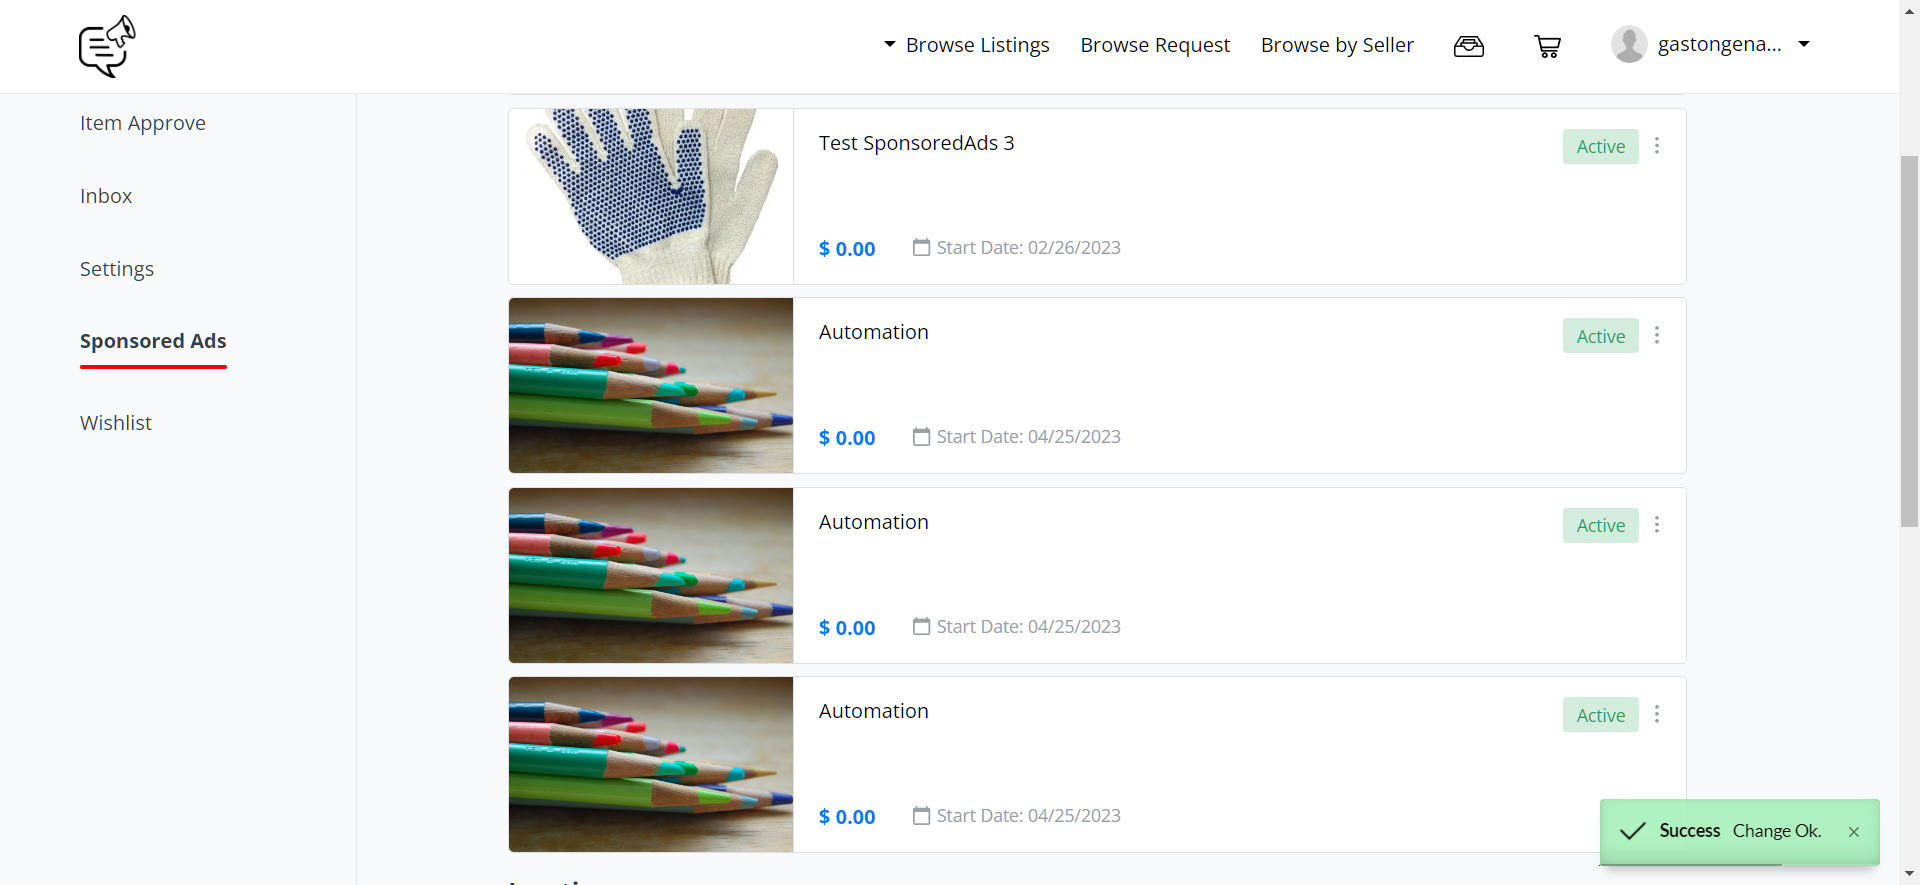 Browse Listings Browse Request Browse by Seller gastongena...
Item Approve
Inbox
Settings
Sponsored Ads
Wishlist
Test SponsoredAds 3
Active
$ 0.00 Start Date: 02/26/2023
Automation
Active
$ 0.00 Start Date: 04/25/2023
Automation
Active
$ 0.00 Start Date: 04/25/2023
Automation
Active
$ 0.00 Start Date: 04/25/2023
Success Change Ok.